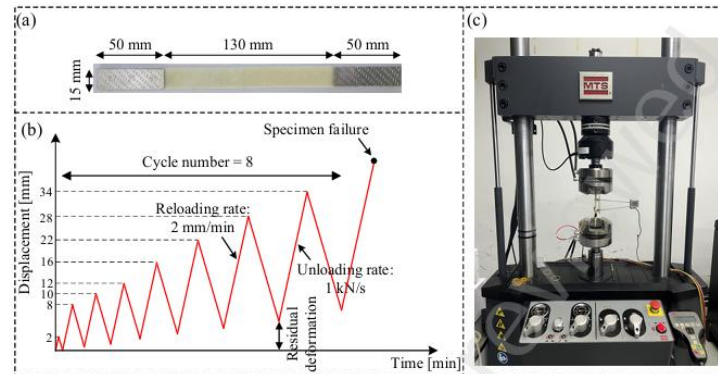 (a)
50 mm
130 mm
50 mm
15 mm
(b)
Displacement [mm]
34
28
22
16
12
10
8
2
Cycle number = 8
Specimen failure
Reloading rate:
2 mm/min
Unloading rate:
1 kN/s
Residual
deformation
Time [min]
(c)
MTS